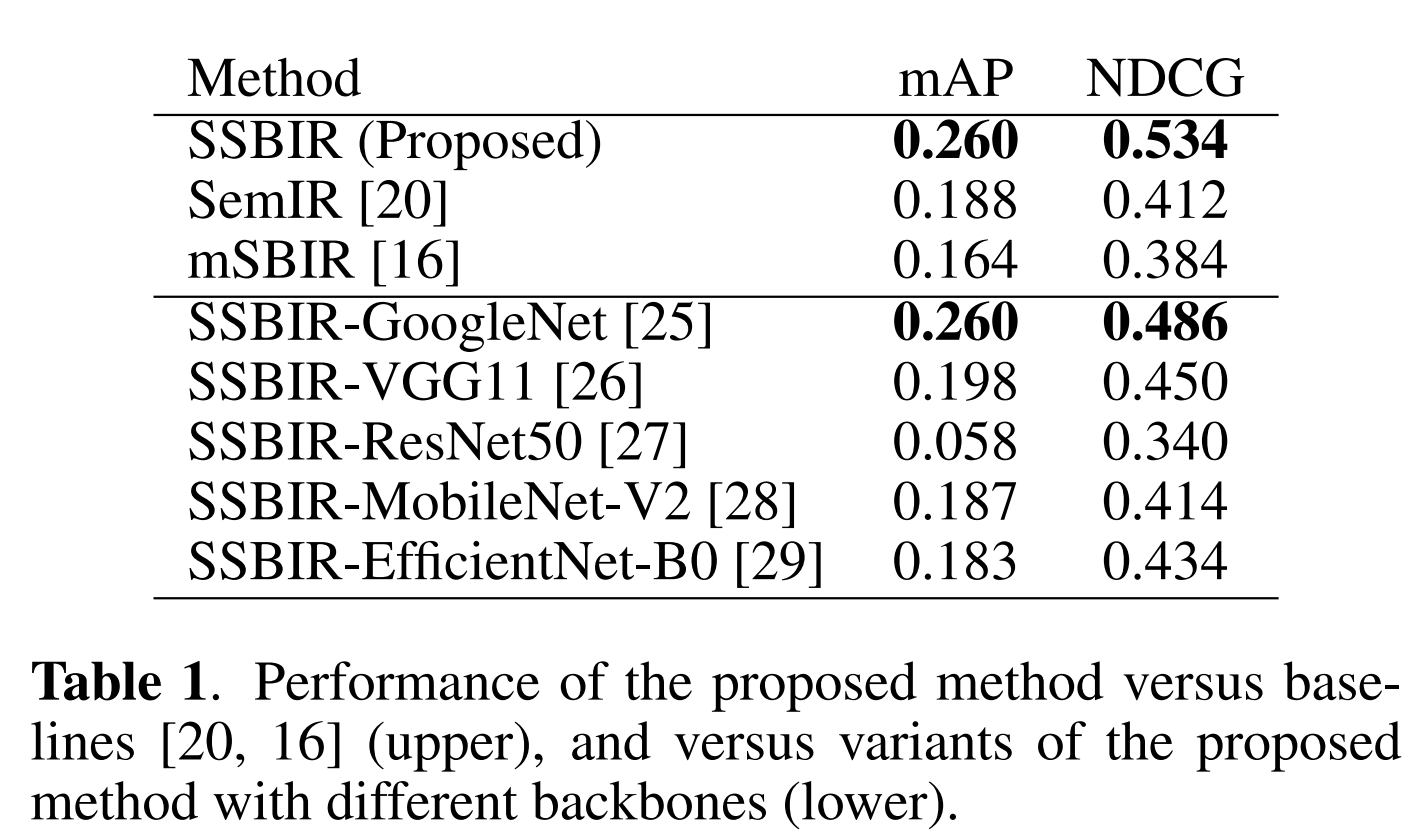 Method mAP NDCG
SSBIR (Proposed) 0.260 0.534
SemIR [20] 0.188 0.412
mSBIR [16] 0.164 0.384
SSBIR-GoogleNet [25] 0.260 0.486
SSBIR-VGG11 [26] 0.198 0.450
SSBIR-ResNet50 [27] 0.058 0.340
SSBIR-MobileNet-V2 [28] 0.187 0.414
SSBIR-EfficientNet-B0 [29] 0.183 0.434
Table 1. Performance of the proposed method versus base-
lines [20, 16] (upper), and versus variants of the proposed
method with different backbones (lower).